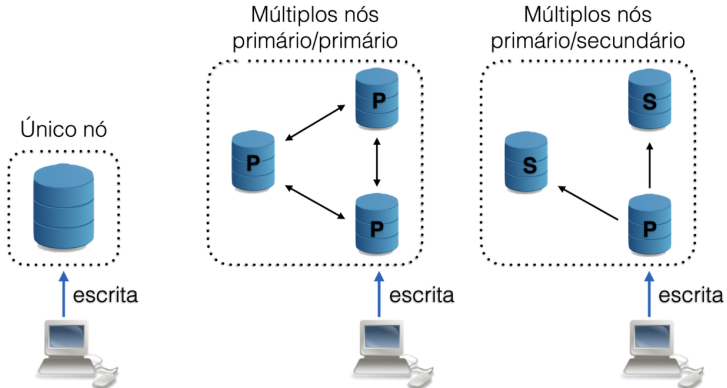 Único nó
escrita
Múltiplos nós
primário/primário
P
P
P
escrita
Múltiplos nós
primário/secundário
S
S
P
escrita